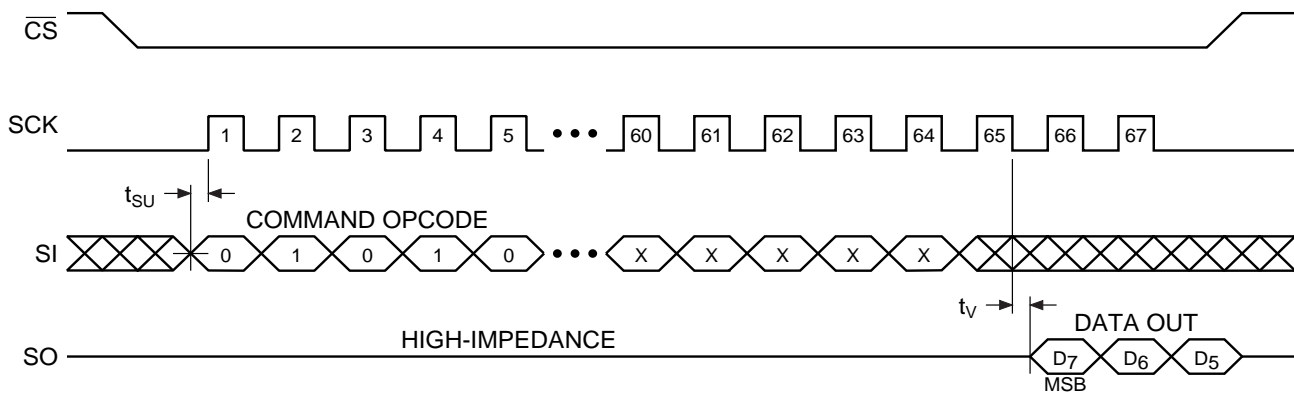 CS
SCK 1 2 3 4 5 ••• 60 61 62 63 64 65 66 67
tSU
COMMAND OPCODE
SI 0 1 0 1 0 ••• X X X X X
tV
HIGH-IMPEDANCE DATA OUT
SO D7 D6 D5
MSB